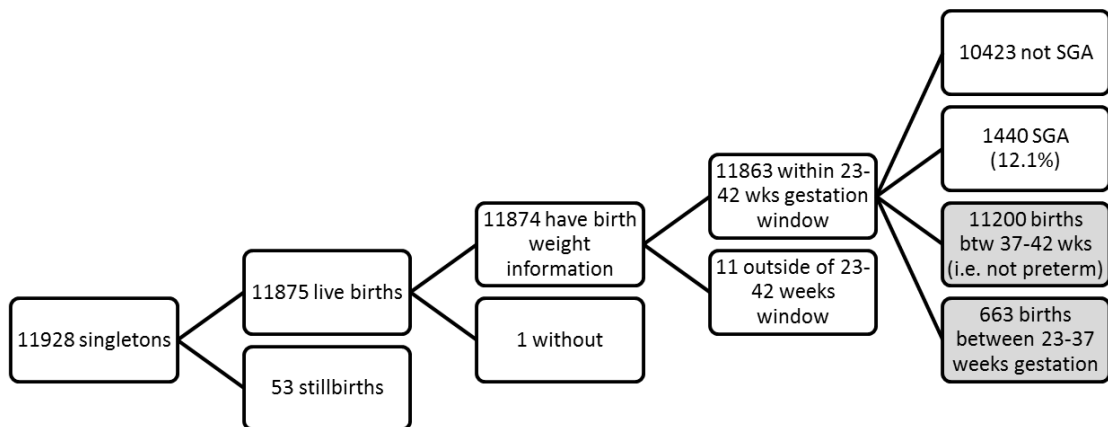 11928 singletons
11875 live births
53 stillbirths
11874 have birth
weight
information
1 without
11863 within 23-
42 wks gestation
window
11 outside of 23-
42 weeks
window
10423 not SGA
1440 SGA
(12.1%)
11200 births
btw 37-42 wks
(i.e. not preterm)
663 births
between 23-37
weeks gestation